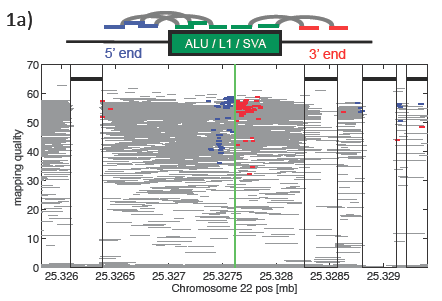 1a)
ALU / L1 / SVA
5' end
3' end
70
60
50
40
30
20
10
0
mapping quality
25.326 25.3265 25.327 25.3275 25.328 25.3285 25.329
Chromosome 22 pos [mb]